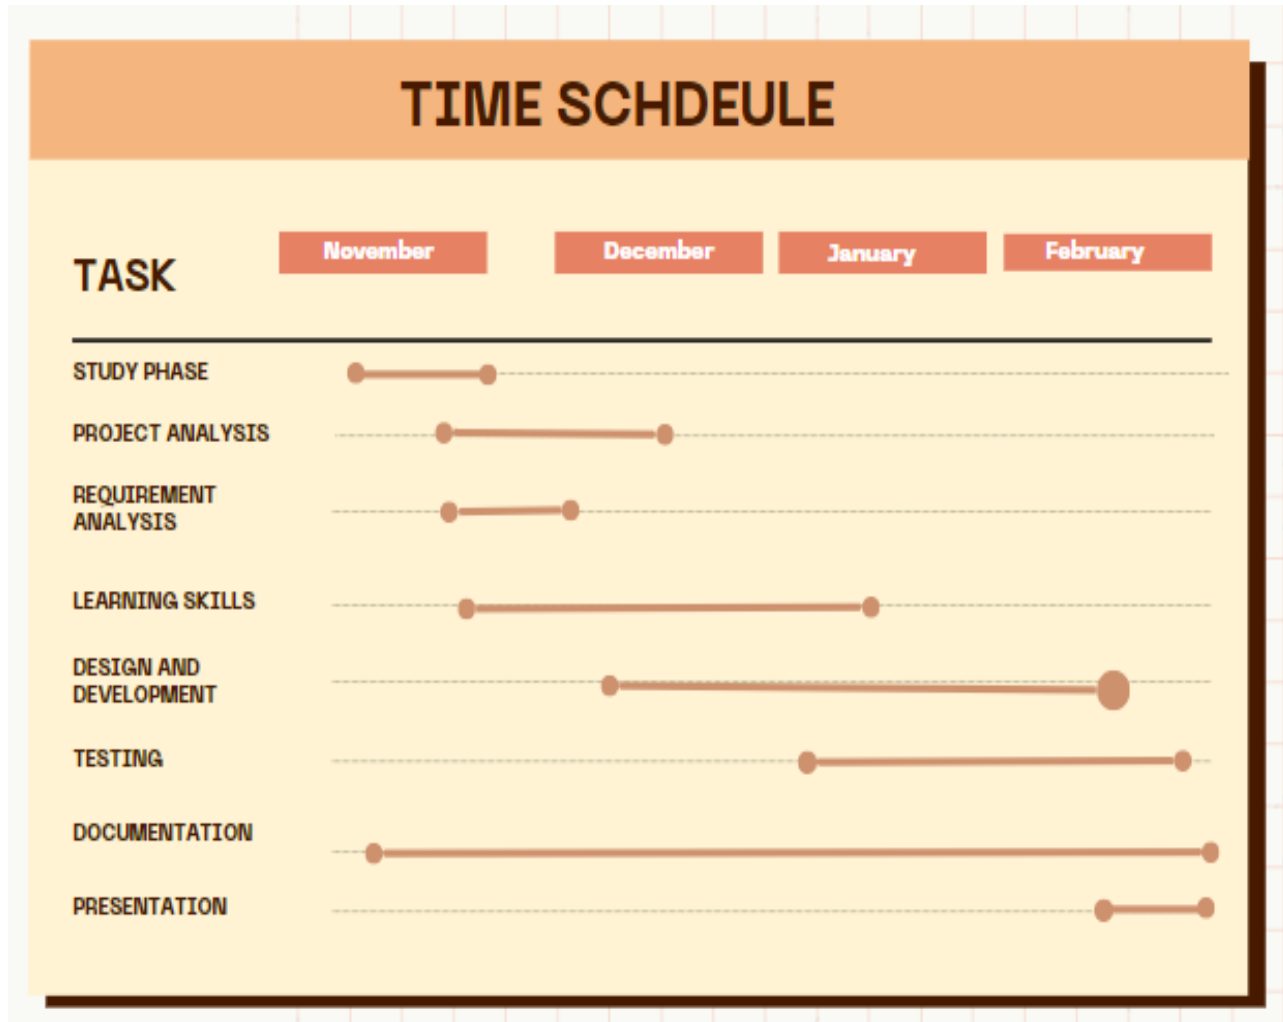 TIME SCHDEULE
TASK
November December January February
STUDY PHASE
PROJECT ANALYSIS
REQUIREMENT
ANALYSIS
LEARNING SKILLS
DESIGN AND
DEVELOPMENT
TESTING
DOCUMENTATION
PRESENTATION